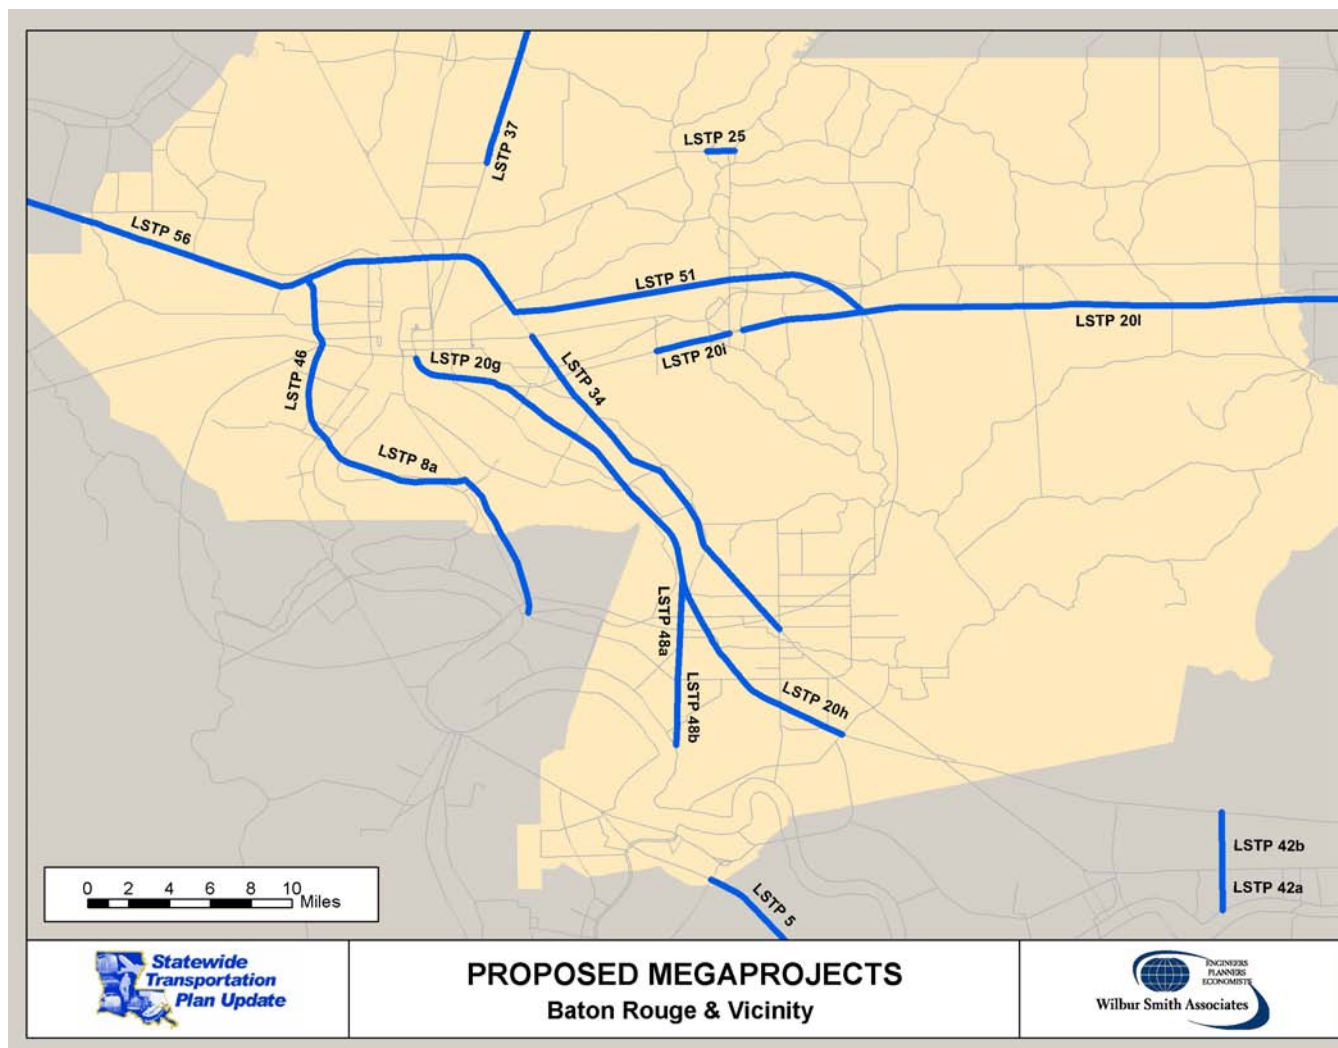 LSTP 37
LSTP 25
LSTP 56
LSTP 51
LSTP 20l
LSTP 20i
LSTP 20g
LSTP 34
LSTP 46
LSTP 8a
LSTP 48a
LSTP 48b
LSTP 20h
LSTP 42b
LSTP 42a
LSTP 5
0 2 4 6 8 10
Miles
Statewide
Transportation
Plan Update
PROPOSED MEGAPROJECTS
Baton Rouge & Vicinity
ENGINEERS
PLANNERS
ECONOMISTS
Wilbur Smith Associates